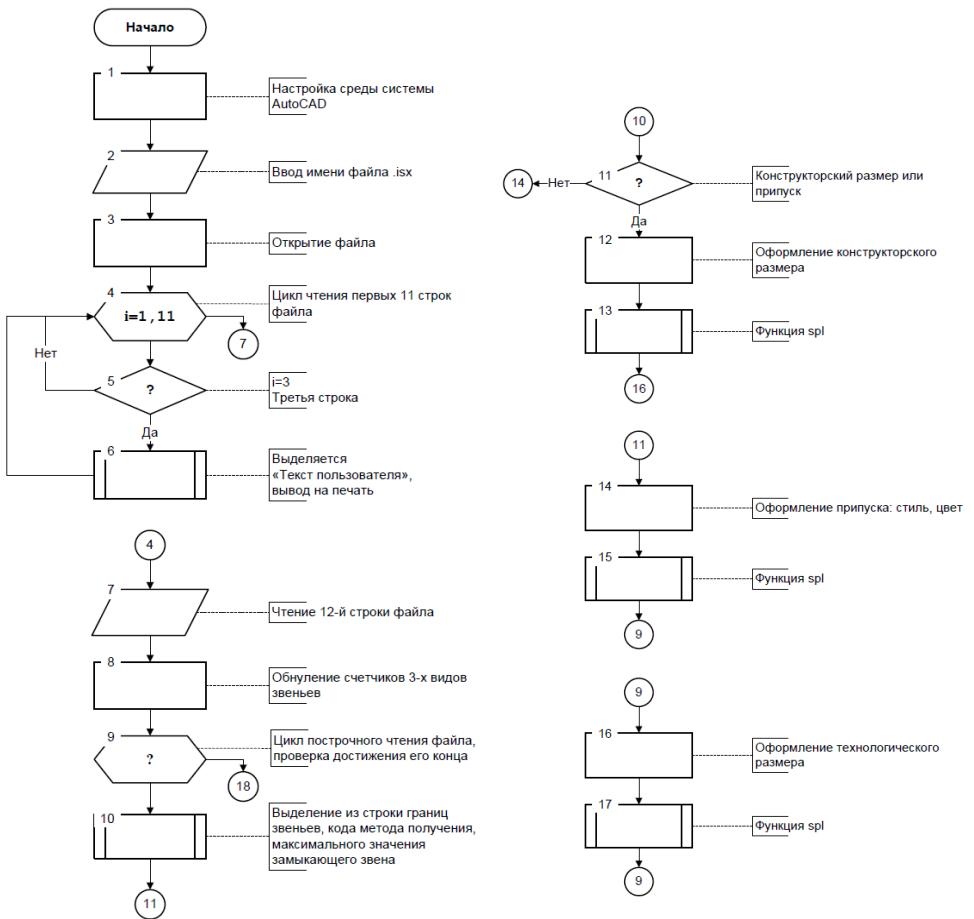 Начало
1
Настройка среды системы
AutoCAD
2
Ввод имени файла .isx
3
Открытие файла
4
i=1,11
Цикл чтения первых 11 строк
файла
7
Нет
5
?
i=3
Третья строка
Да
6
Выделяется
«Текст пользователя»,
вывод на печать
4
7
Чтение 12-й строки файла
8
Обнуление счетчиков 3-х видов
звеньев
9
?
Цикл построчного чтения файла,
проверка достижения его конца
18
10
Выделение из строки границ
звеньев, кода метода получения,
максимального значения
замыкающего звена
11
10
11
?
14
Нет
Конструкторский размер или
припуск
Да
12
Оформление конструкторского
размера
13
Функция spl
16
11
14
Оформление припуска: стиль, цвет
15
Функция spl
9
9
16
Оформление технологического
размера
17
Функция spl
9